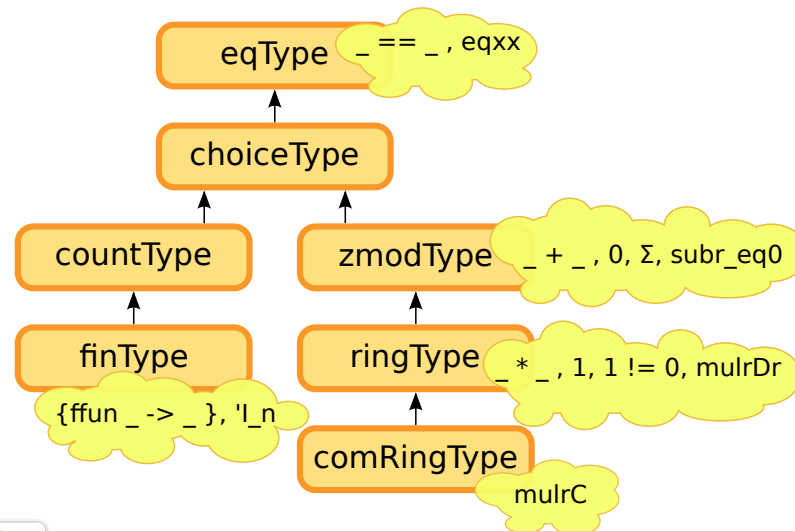 eqType
_ == _ , eqxx
choiceType
countType
zmodType
_ + _ , 0, Σ, subr_eq0
finType
ringType
_ * _ , 1, 1 != 0, mulrDr
{ffun _ -> _ }, 'I_n
comRingType
mulrC